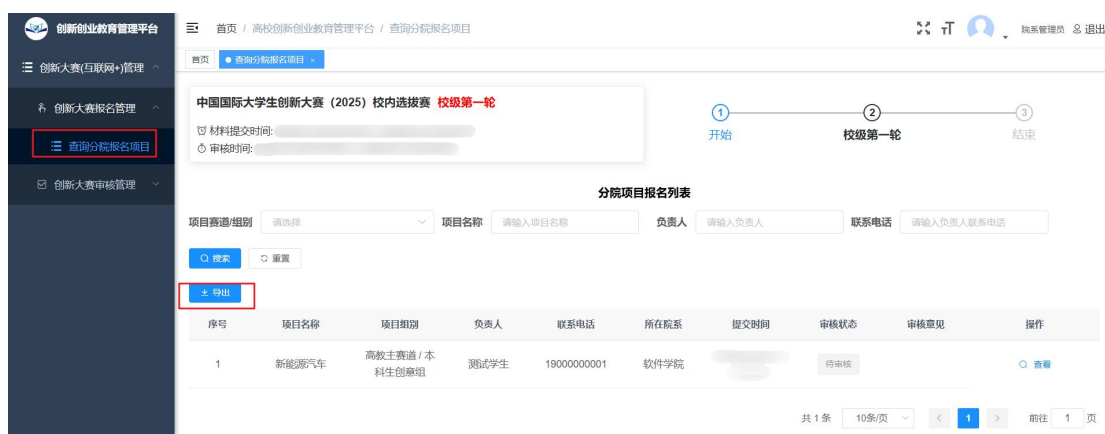 创新创业教育管理平台
首页 / 高校创新创业教育管理平台 / 查询分院报名项目
院系管理员 退出
创新大赛(互联网+)管理
首页 查询分院报名项目 ×
创新大赛报名管理
查询分院报名项目
创新大赛审核管理
中国国际大学生创新大赛（2025）校内选拔赛 校级第一轮
材料提交时间:
审核时间:
1 2 3
开始 校级第一轮 结束
分院项目报名列表
项目赛道/组别 请选择 项目名称 请输入项目名称 负责人 请输入负责人 联系电话 请输入负责人联系电话
搜索 重置
导出
序号 项目名称 项目组别 负责人 联系电话 所在院系 提交时间 审核状态 审核意见 操作
1 新能源汽车 高教主赛道 / 本 测试学生 19000000001 软件学院 待审核 查看
科生创意组
共 1 条 10条/页 < 1 > 前往 1 页